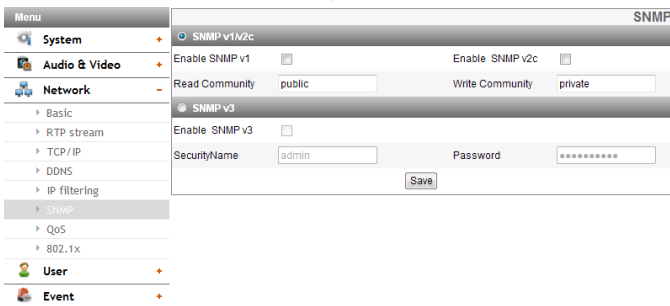 Menu
System +
Audio & Video +
Network -
Basic
RTP stream
TCP/IP
DDNS
IP filtering
SNMP
QoS
802.1x
User +
Event +
SNMP
SNMP v1/v2c
Enable SNMP v1 Enable SNMP v2c
Read Community public Write Community private
SNMP v3
Enable SNMP v3
SecurityName admin Password ••••••••••
Save